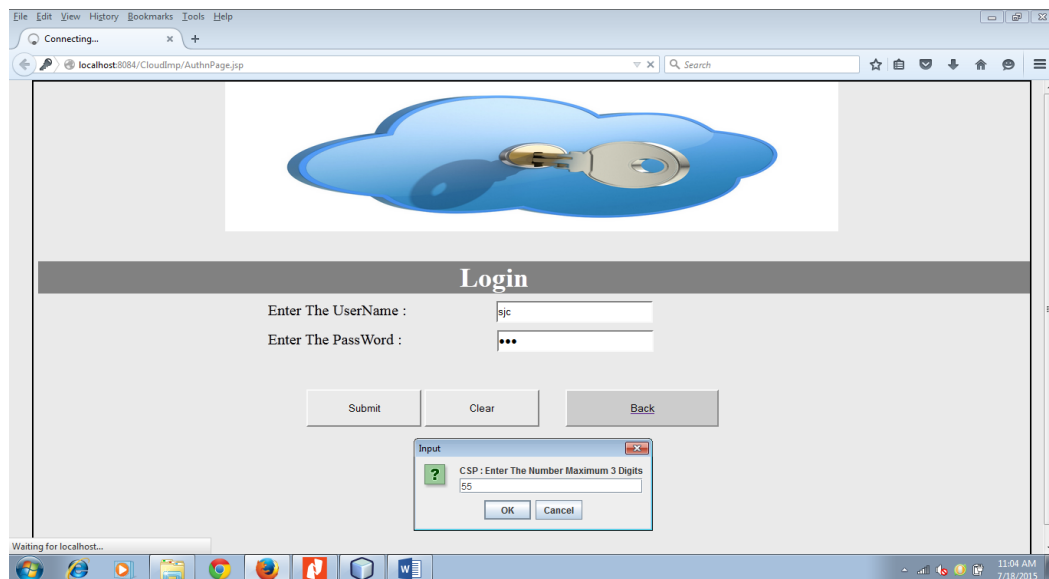 File Edit View History Bookmarks Tools Help
Connecting...
localhost:8084/CloudImp/AuthnPage.jsp
Search
Login
Enter The UserName :
sjc
Enter The PassWord :
Submit Clear Back
Input
CSP : Enter The Number Maximum 3 Digits
55
OK Cancel
Waiting for localhost...
11:04 AM
7/18/2015